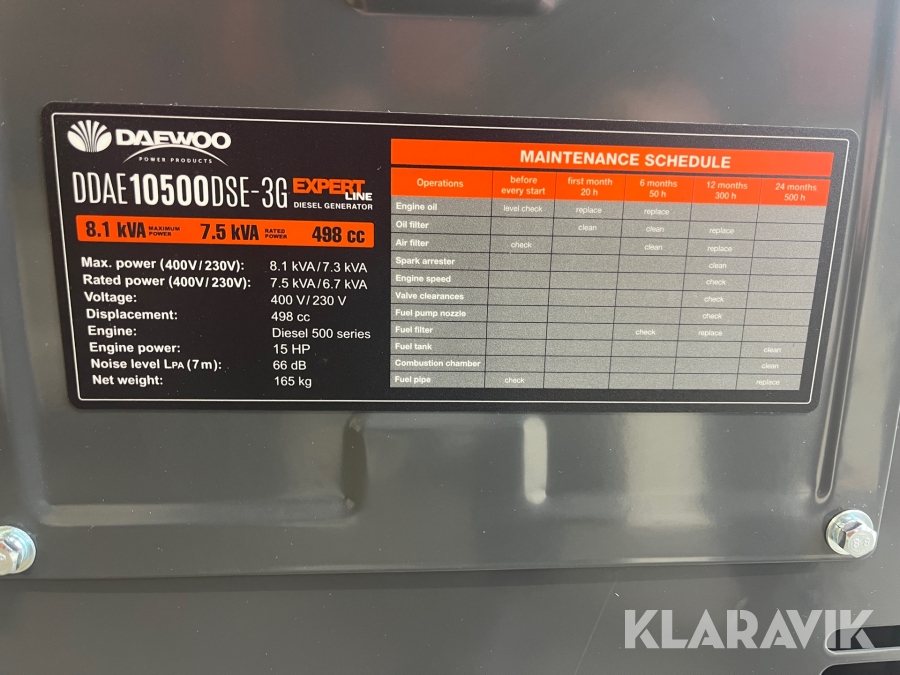 DAEWOO
POWER PRODUCTS
DDAE10500DSE-3G EXPERT LINE
DIESEL GENERATOR
8.1 kVA MAXIMUM POWER 7.5 kVA RATED POWER 498 cc
Max. power (400V/230V): 8.1 kVA/7.3 kVA
Rated power (400V/230V): 7.5 kVA/6.7 kVA
Voltage: 400 V/230 V
Displacement: 498 cc
Engine: Diesel 500 series
Engine power: 15 HP
Noise level LPA (7m): 66 dB
Net weight: 165 kg
MAINTENANCE SCHEDULE
Operations before every start first month 20 h 6 months 50 h 12 months 300 h 24 months 500 h
Engine oil level check replace replace
Oil filter clean clean replace
Air filter check clean replace
Spark arrester clean
Engine speed check
Valve clearances check
Fuel pump nozzle check
Fuel filter check replace
Fuel tank clean
Combustion chamber clean
Fuel pipe check replace
8.8
KLARAVIK